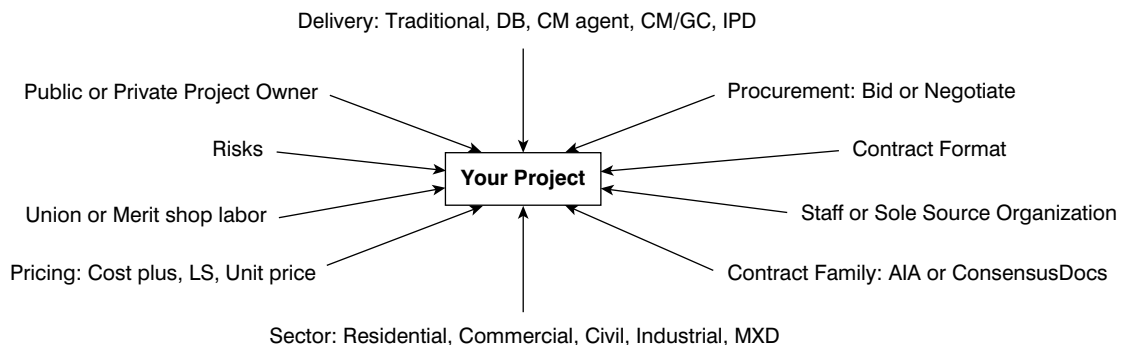 Delivery: Traditional, DB, CM agent, CM/GC, IPD
Public or Private Project Owner
Procurement: Bid or Negotiate
Risks
Contract Format
Your Project
Union or Merit shop labor
Staff or Sole Source Organization
Pricing: Cost plus, LS, Unit price
Contract Family: AIA or ConsensusDocs
Sector: Residential, Commercial, Civil, Industrial, MXD